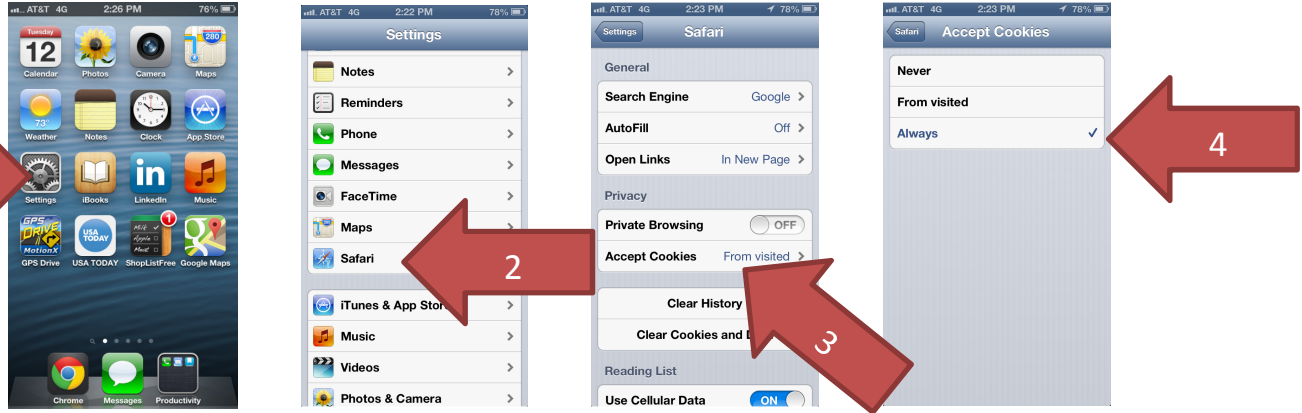 AT&T 4G 2:26 PM 76%
Tuesday
12
280
Calendar Photos Camera Maps
73°
Weather Notes Clock App Store
in
Settings iBooks LinkedIn Music
GPS
DRIVE
MotionX
USA
TODAY
Milk
Apple
Meat
1
GPS Drive USA TODAY ShopListFree Google Maps
Chrome Messages Productivity
AT&T 4G 2:22 PM 78%
Settings
Notes
Reminders
Phone
Messages
FaceTime
Maps
Safari
2
iTunes & App Stor
Music
Videos
Photos & Camera
AT&T 4G 2:23 PM 78%
Settings Safari
General
Search Engine Google
AutoFill Off
Open Links In New Page
Privacy
Private Browsing OFF
Accept Cookies From visited
Clear History
Clear Cookies and D
3
Reading List
Use Cellular Data ON
AT&T 4G 2:23 PM 78%
Safari Accept Cookies
Never
From visited
Always
4